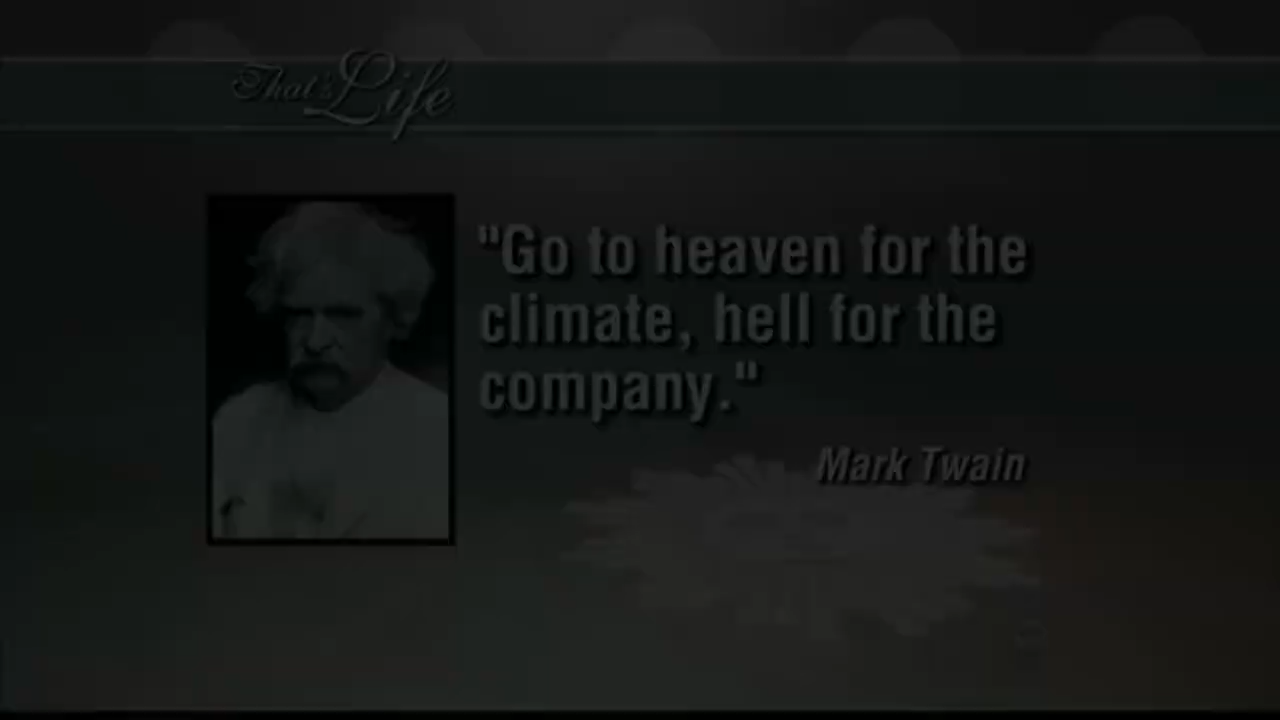 That's Life
"Go to heaven for the
climate, hell for the
company."
Mark Twain